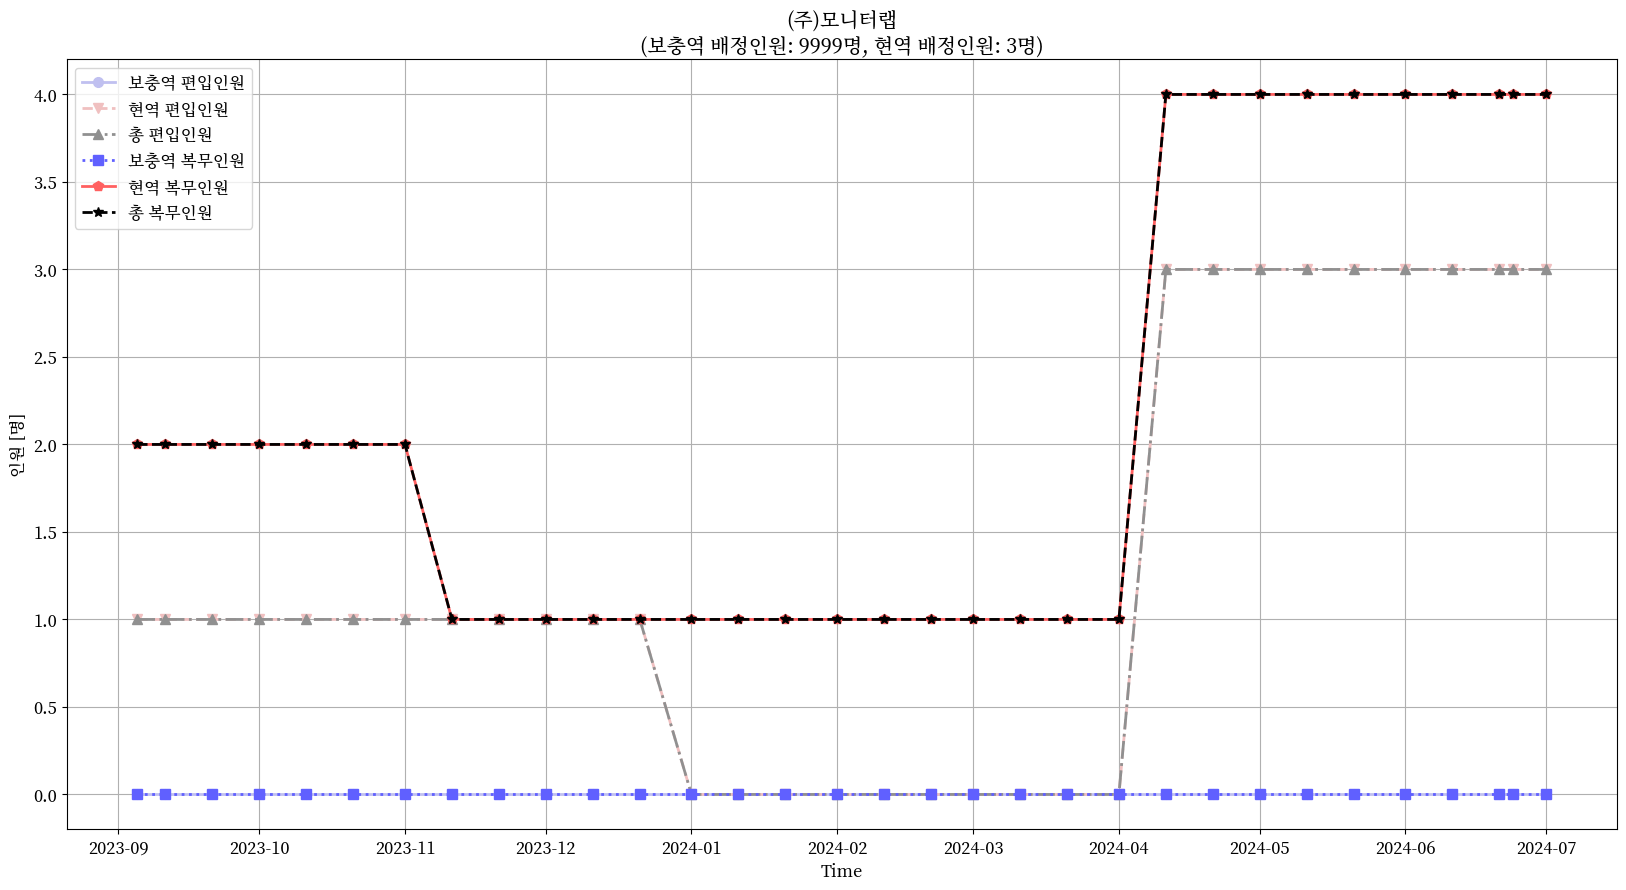 (주)모니터랩
(보충역 배정인원: 9999명, 현역 배정인원: 3명)
보충역 편입인원
현역 편입인원
총 편입인원
보충역 복무인원
현역 복무인원
총 복무인원
4.0
3.5
3.0
2.5
2.0
1.5
1.0
0.5
0.0
인원 [명]
2023-09 2023-10 2023-11 2023-12 2024-01 2024-02 2024-03 2024-04 2024-05 2024-06 2024-07
Time